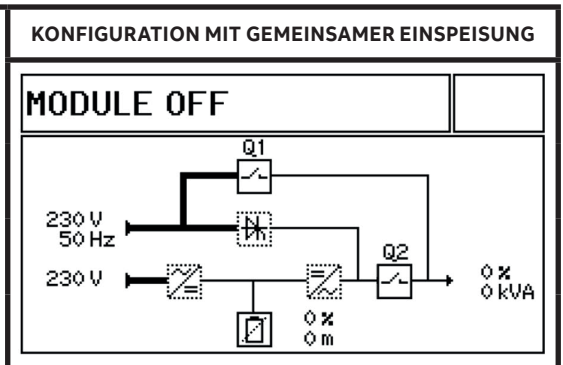 KONFIGURATION MIT GEMEINSAMER EINSPEISUNG
MODULE OFF
Q1
230 V
50 Hz
Q2
230 V
0 %
0 kVA
0 %
0 m